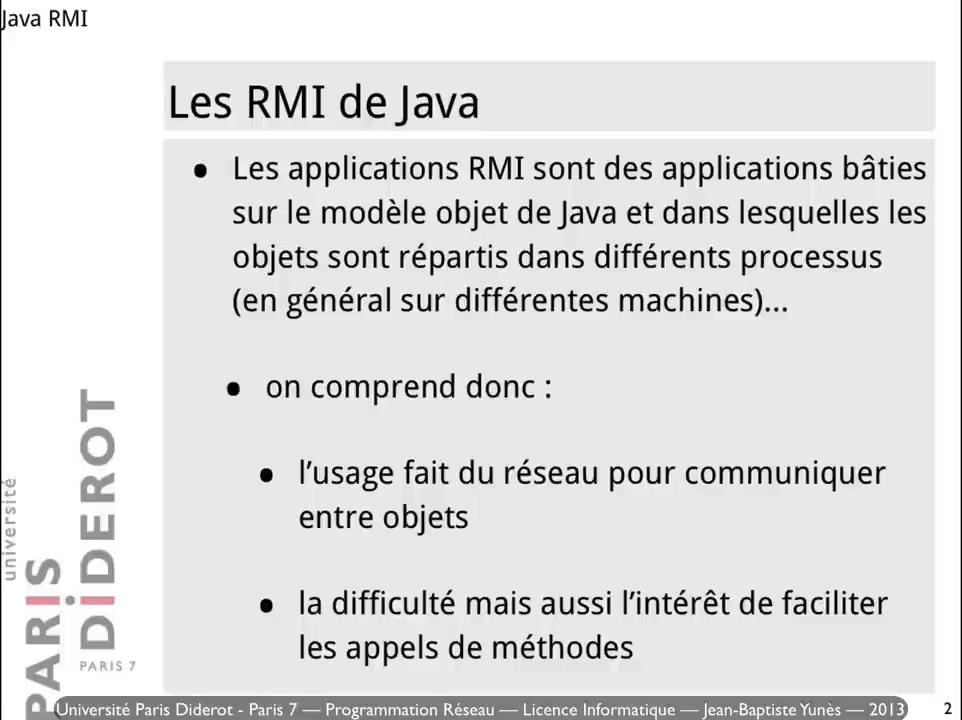 Java RMI
Les RMI de Java
• Les applications RMI sont des applications bâties
sur le modèle objet de Java et dans lesquelles les
objets sont répartis dans différents processus
(en général sur différentes machines)...
• on comprend donc :
• l’usage fait du réseau pour communiquer
entre objets
• la difficulté mais aussi l’intérêt de faciliter
les appels de méthodes
université
PARIS
DIDEROT
PARIS 7
Université Paris Diderot - Paris 7 — Programmation Réseau — Licence Informatique — Jean-Baptiste Yunès — 2013
2